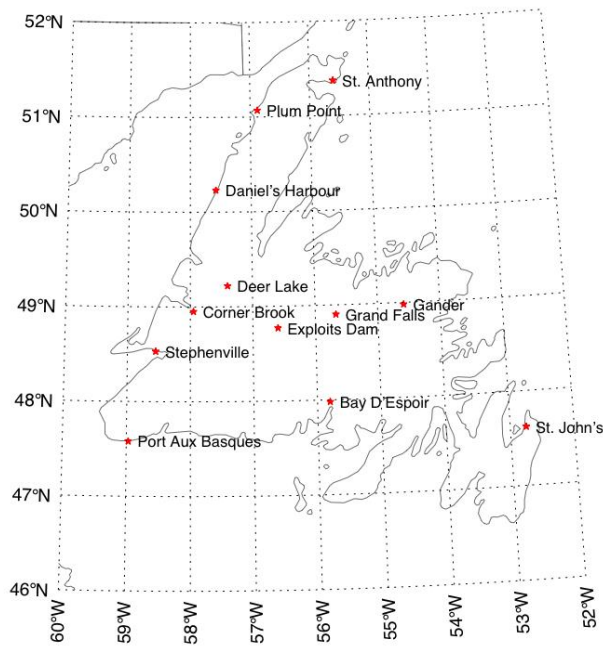 52°N
St. Anthony
51°N
Plum Point
Daniel's Harbour
50°N
Deer Lake
49°N
Corner Brook
Grand Falls
Gander
Exploits Dam
Stephenville
48°N
Bay D'Espoir
St. John's
Port Aux Basques
47°N
46°N
60°W
59°W
58°W
57°W
56°W
55°W
54°W
53°W
52°W